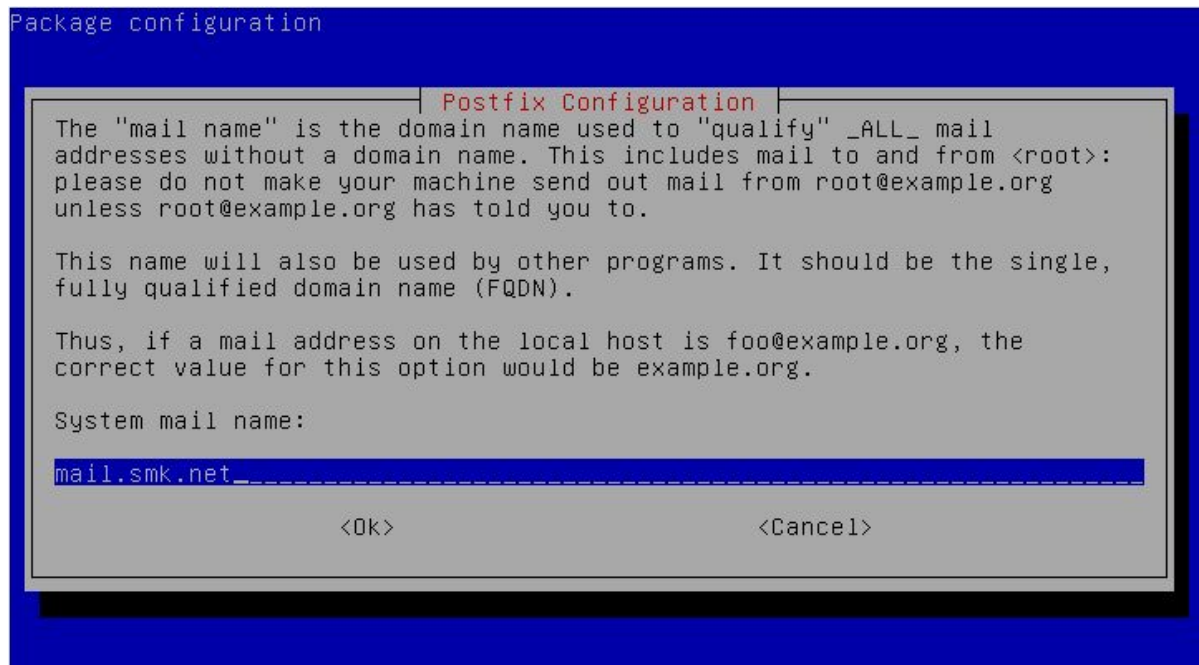 Package configuration
Postfix Configuration
The "mail name" is the domain name used to "qualify" _ALL_ mail
addresses without a domain name. This includes mail to and from <root>:
please do not make your machine send out mail from root@example.org
unless root@example.org has told you to.
This name will also be used by other programs. It should be the single,
fully qualified domain name (FQDN).
Thus, if a mail address on the local host is foo@example.org, the
correct value for this option would be example.org.
System mail name:
mail.smk.net
<Ok> <Cancel>